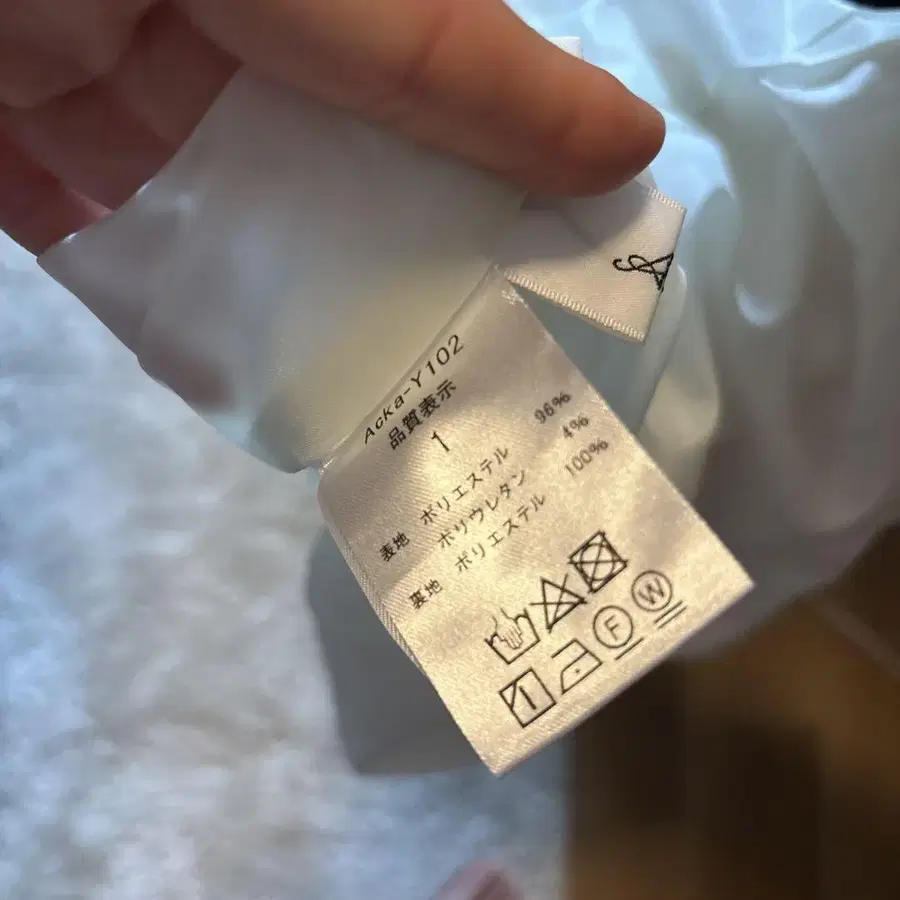 Acka-Y102
品質表示
1
表地 ポリエステル 96%
ポリウレタン 4%
裏地 ポリエステル 100%
F W